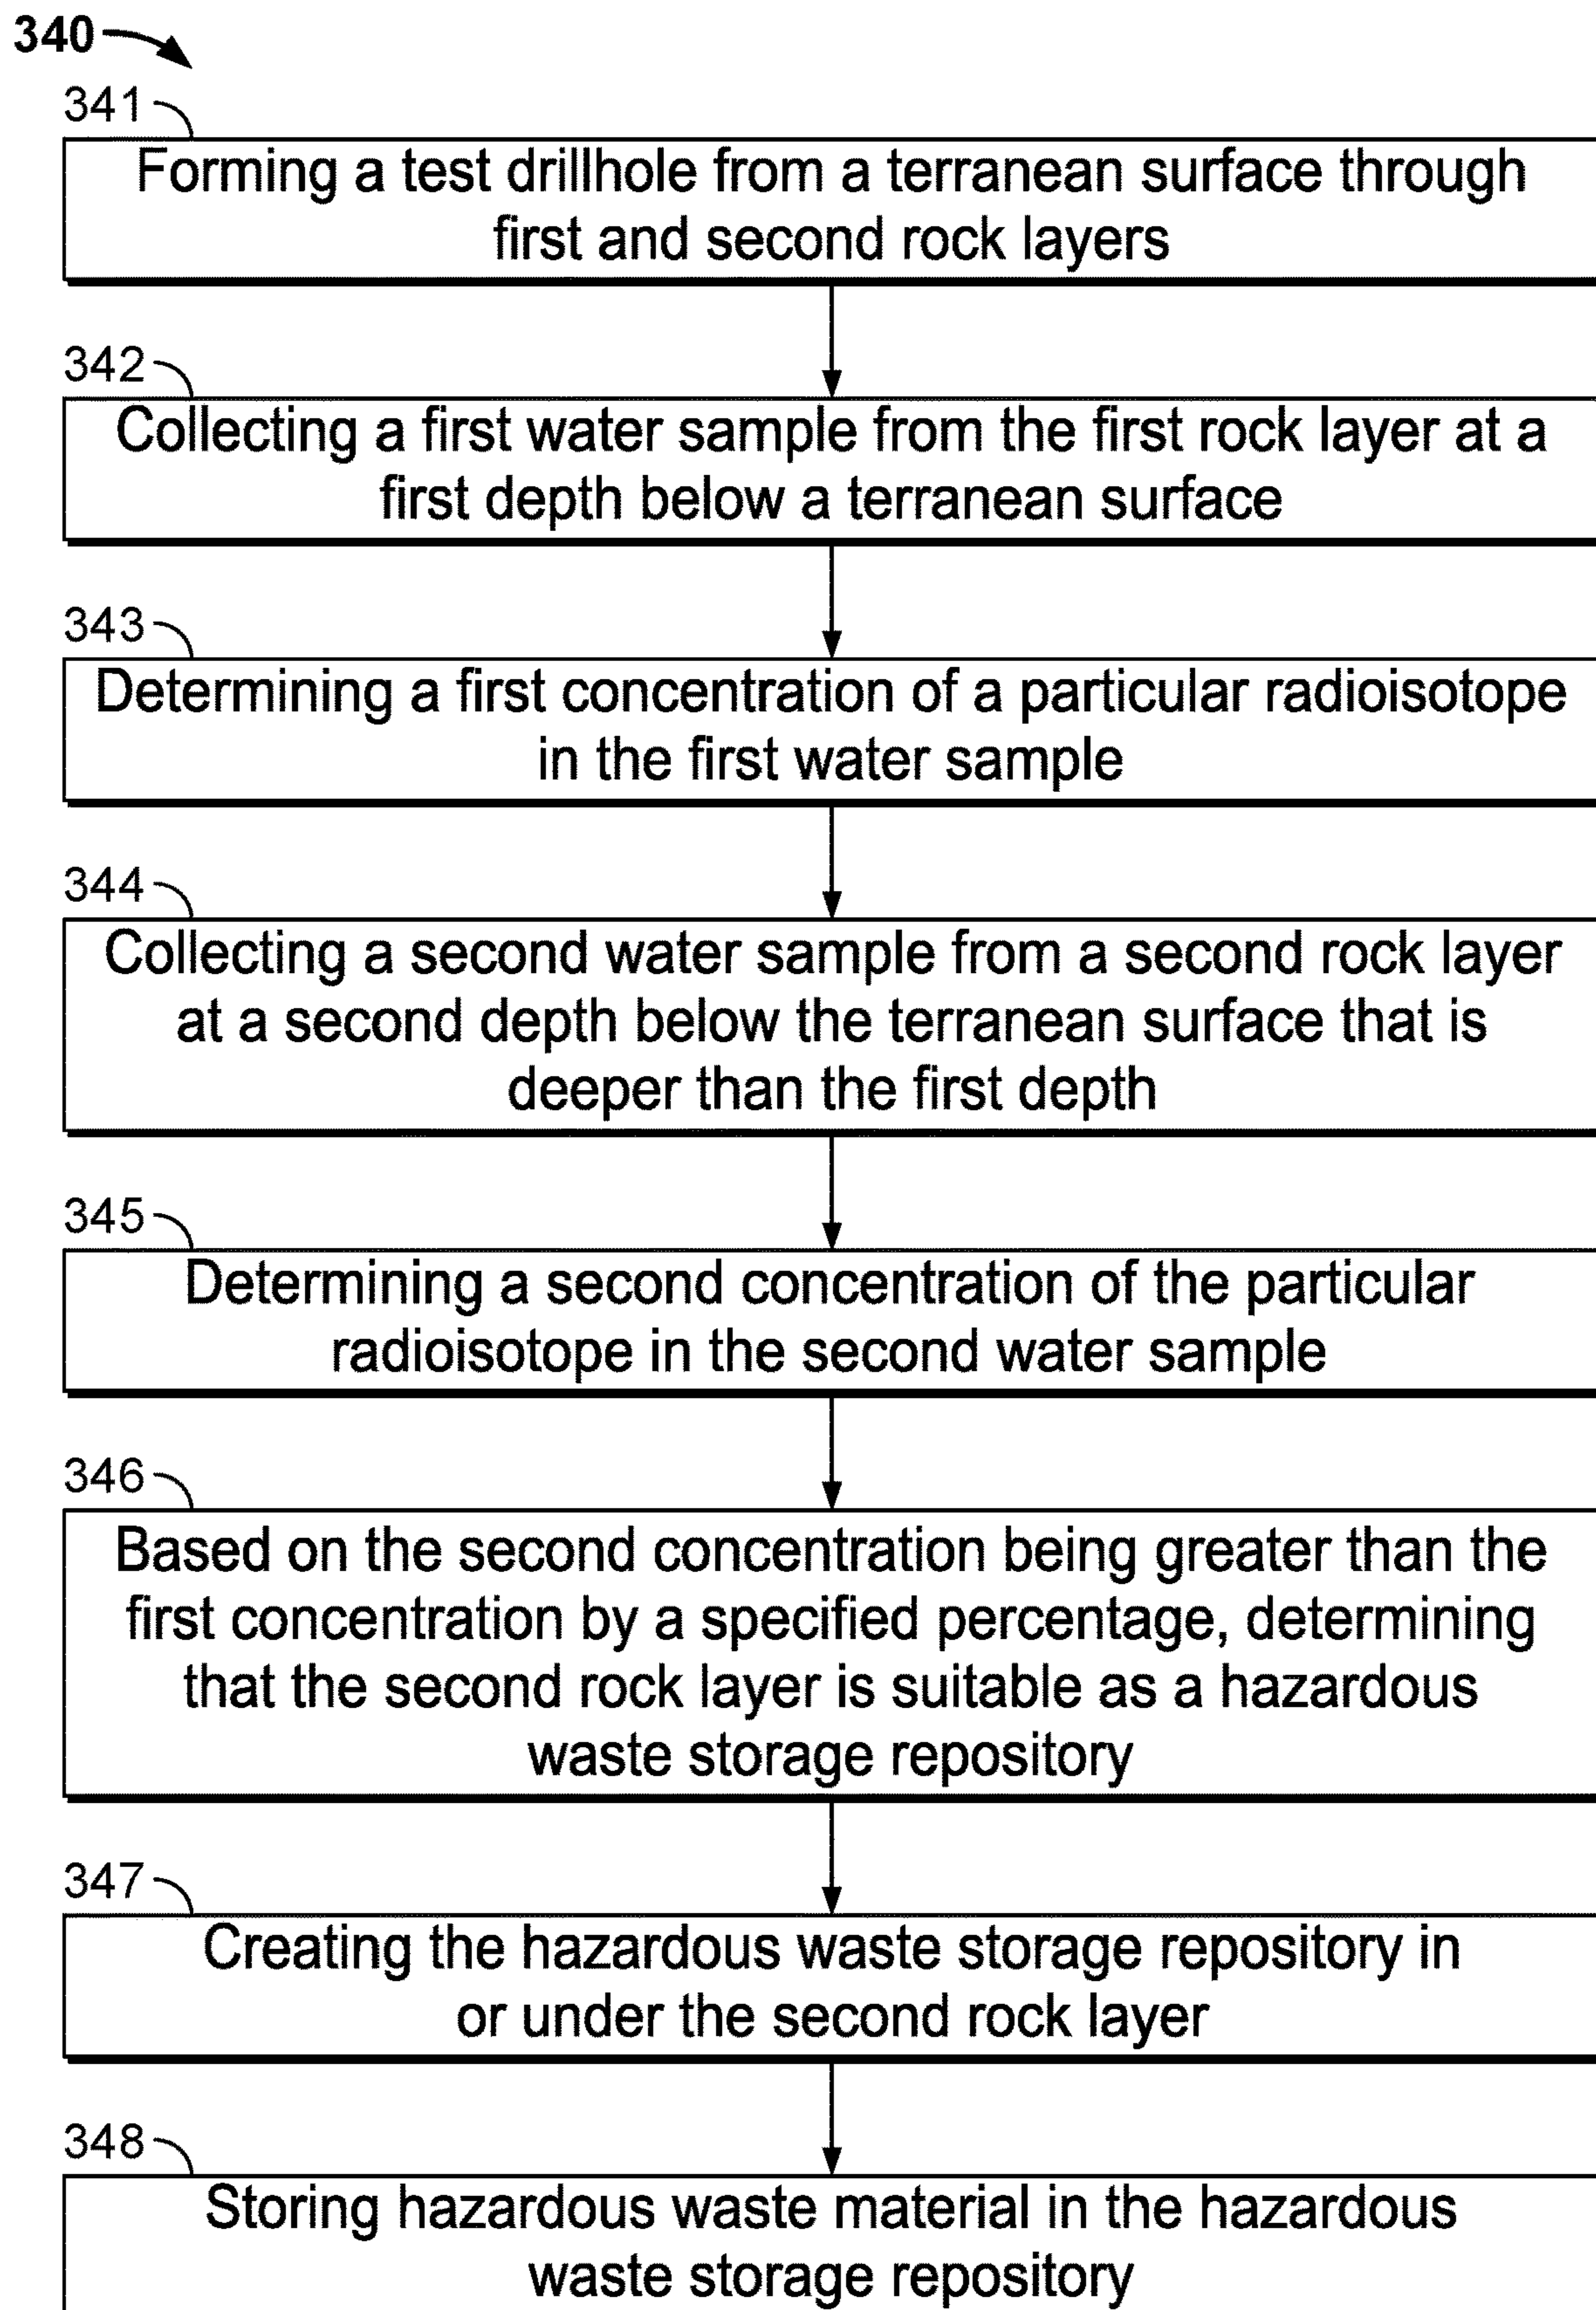 340
341
Forming a test drillhole from a terranean surface through
first and second rock layers
342
Collecting a first water sample from the first rock layer at a
first depth below a terranean surface
343
Determining a first concentration of a particular radioisotope
in the first water sample
344
Collecting a second water sample from a second rock layer
at a second depth below the terranean surface that is
deeper than the first depth
345
Determining a second concentration of the particular
radioisotope in the second water sample
346
Based on the second concentration being greater than the
first concentration by a specified percentage, determining
that the second rock layer is suitable as a hazardous
waste storage repository
347
Creating the hazardous waste storage repository in
or under the second rock layer
348
Storing hazardous waste material in the hazardous
waste storage repository